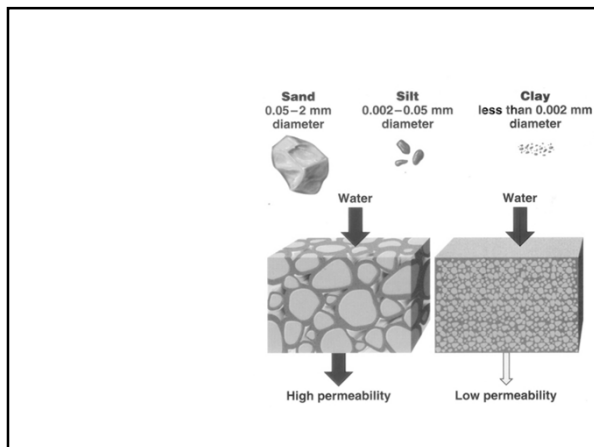 Sand
0.05–2 mm
diameter
Silt
0.002–0.05 mm
diameter
Clay
less than 0.002 mm
diameter
Water
Water
High permeability
Low permeability